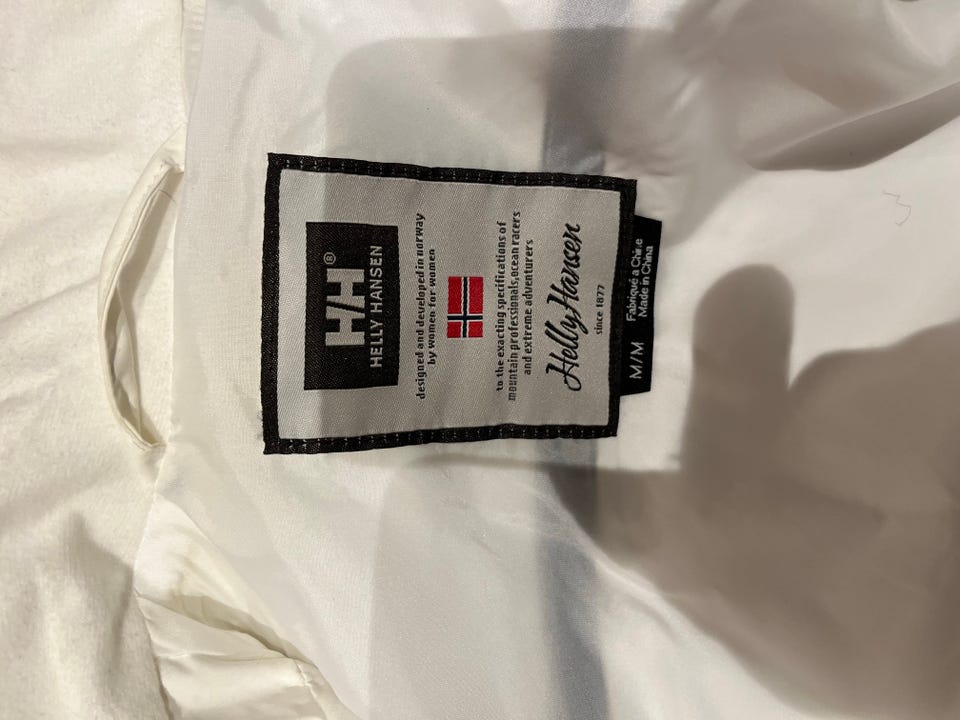 H/H®
HELLY HANSEN
designed and developed in norway
by women for women
to the exacting specifications of
mountain professionals,ocean racers
and extreme adventurers
Helly Hansen
since 1877
M/M
Fabriqué à Chine
Made in China